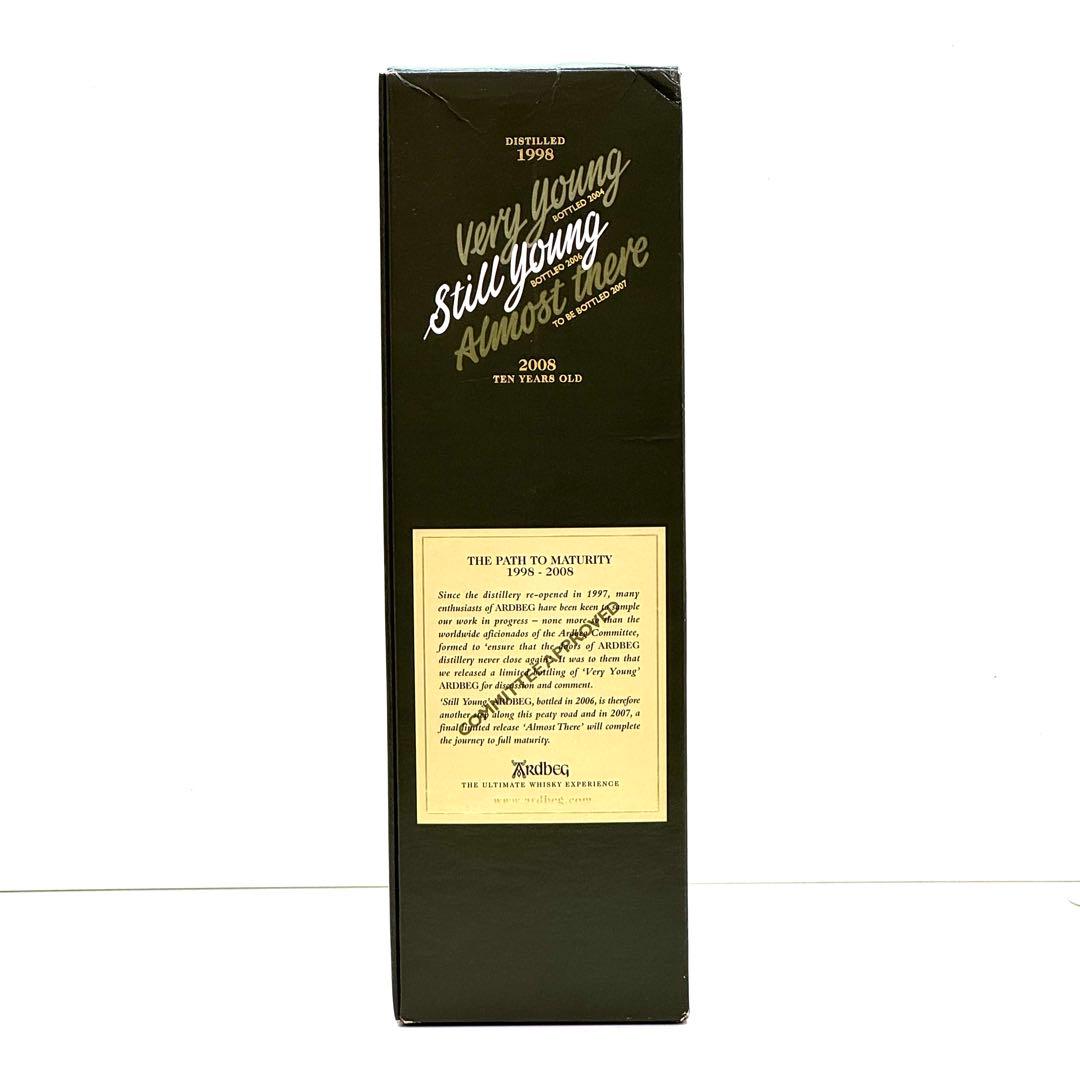 DISTILLED
1998
Very Young
BOTTLED 2004
Still Young
BOTTLED 2006
Almost there
TO BE BOTTLED 2007
2008
TEN YEARS OLD
THE PATH TO MATURITY
1998 - 2008
Since the distillery re-opened in 1997, many
enthusiasts of ARDBEG have been keen to sample
our work in progress – none more so than the
worldwide aficionados of the Ardbeg Committee,
formed to ‘ensure that the doors of ARDBEG
distillery never close again’. It was to them that
we released a limited bottling of ‘Very Young’
ARDBEG for discussion and comment.
‘Still Young’ ARDBEG, bottled in 2006, is therefore
another step along this peaty road and in 2007, a
final limited release ‘Almost There’ will complete
the journey to full maturity.
COMMITTEE APPROVED
ARDBEG
THE ULTIMATE WHISKY EXPERIENCE
www.ardbeg.com